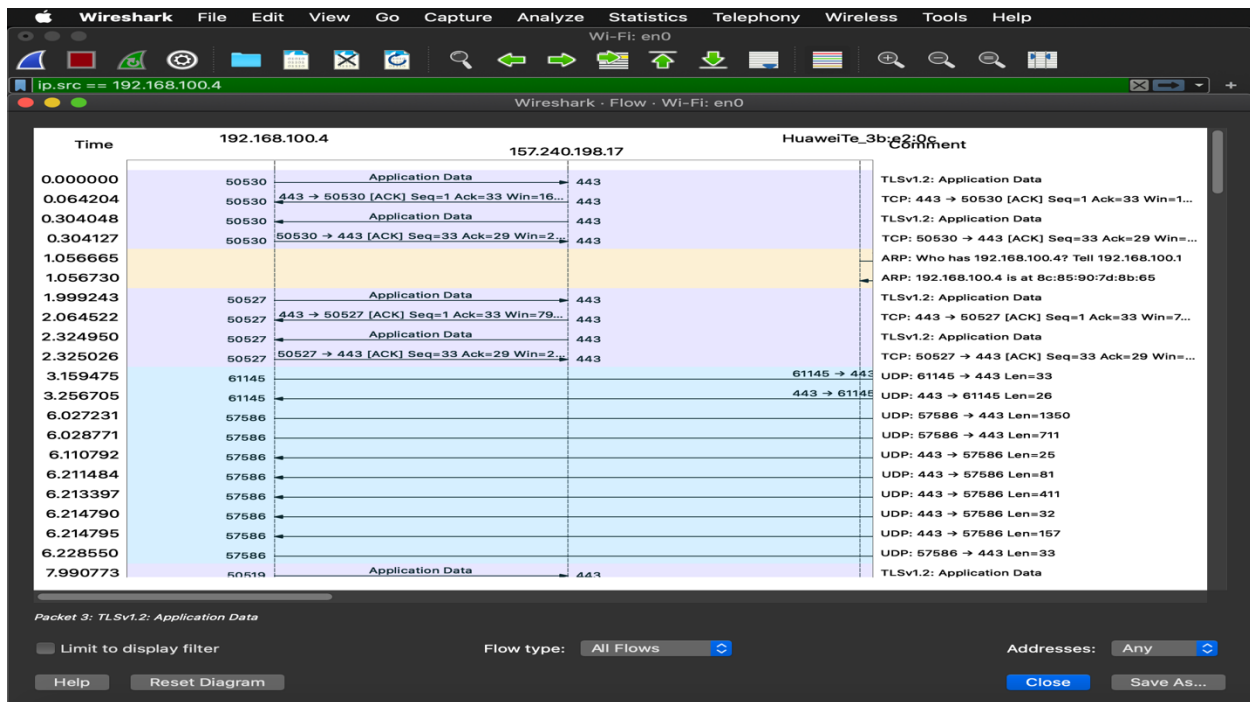 Wireshark File Edit View Go Capture Analyze Statistics Telephony Wireless Tools Help
Wi-Fi: en0
ip.src == 192.168.100.4
Wireshark · Flow · Wi-Fi: en0
Time 192.168.100.4 157.240.198.17 HuaweiTe_3b:e2:0c Comment
0.000000 50530 Application Data 443 TLSv1.2: Application Data
0.064204 50530 443 → 50530 [ACK] Seq=1 Ack=33 Win=16... 443 TCP: 443 → 50530 [ACK] Seq=1 Ack=33 Win=1...
0.304048 50530 Application Data 443 TLSv1.2: Application Data
0.304127 50530 50530 → 443 [ACK] Seq=33 Ack=29 Win=2... 443 TCP: 50530 → 443 [ACK] Seq=33 Ack=29 Win=...
1.056665 ARP: Who has 192.168.100.4? Tell 192.168.100.1
1.056730 ARP: 192.168.100.4 is at 8c:85:90:7d:8b:65
1.999243 50527 Application Data 443 TLSv1.2: Application Data
2.064522 50527 443 → 50527 [ACK] Seq=1 Ack=33 Win=79... 443 TCP: 443 → 50527 [ACK] Seq=1 Ack=33 Win=7...
2.324950 50527 Application Data 443 TLSv1.2: Application Data
2.325026 50527 50527 → 443 [ACK] Seq=33 Ack=29 Win=2... 443 TCP: 50527 → 443 [ACK] Seq=33 Ack=29 Win=...
3.159475 61145 61145 → 443 UDP: 61145 → 443 Len=33
3.256705 61145 443 → 61145 UDP: 443 → 61145 Len=26
6.027231 57586 UDP: 57586 → 443 Len=1350
6.028771 57586 UDP: 57586 → 443 Len=711
6.110792 57586 UDP: 443 → 57586 Len=25
6.211484 57586 UDP: 443 → 57586 Len=81
6.213397 57586 UDP: 443 → 57586 Len=411
6.214790 57586 UDP: 443 → 57586 Len=32
6.214795 57586 UDP: 443 → 57586 Len=157
6.228550 57586 UDP: 57586 → 443 Len=33
7.990773 50519 Application Data 443 TLSv1.2: Application Data
Packet 3: TLSv1.2: Application Data
Limit to display filter Flow type: All Flows Addresses: Any
Help Reset Diagram Close Save As...